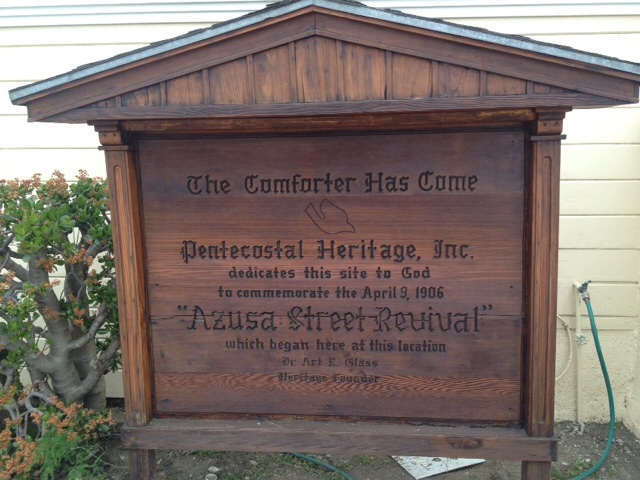 The Comforter Has Come
Pentecostal Heritage, Inc.
dedicates this site to God
to commemorate the April 9, 1906
"Azusa Street Revival"
which began here at this location
Dr. Art E. Glass
Heritage Founder